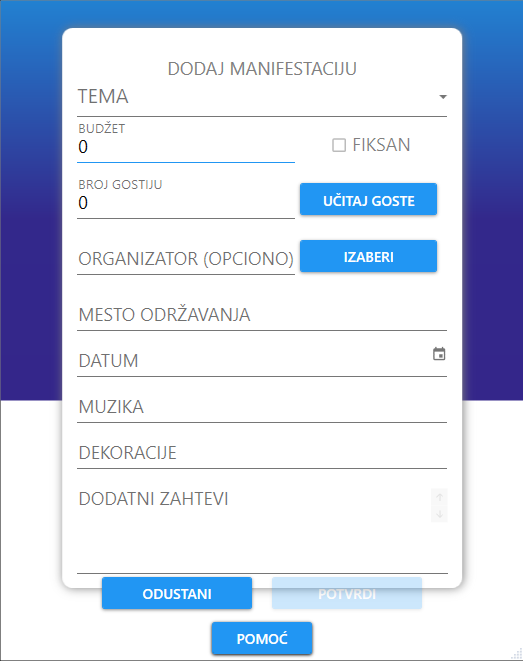 DODAJ MANIFESTACIJU
TEMA
BUDŽET
0
FIKSAN
BROJ GOSTIJU
0
UČITAJ GOSTE
ORGANIZATOR (OPCIONO)
IZABERI
MESTO ODRŽAVANJA
DATUM
MUZIKA
DEKORACIJE
DODATNI ZAHTEVI
ODUSTANI
POTVRDI
POMOĆ